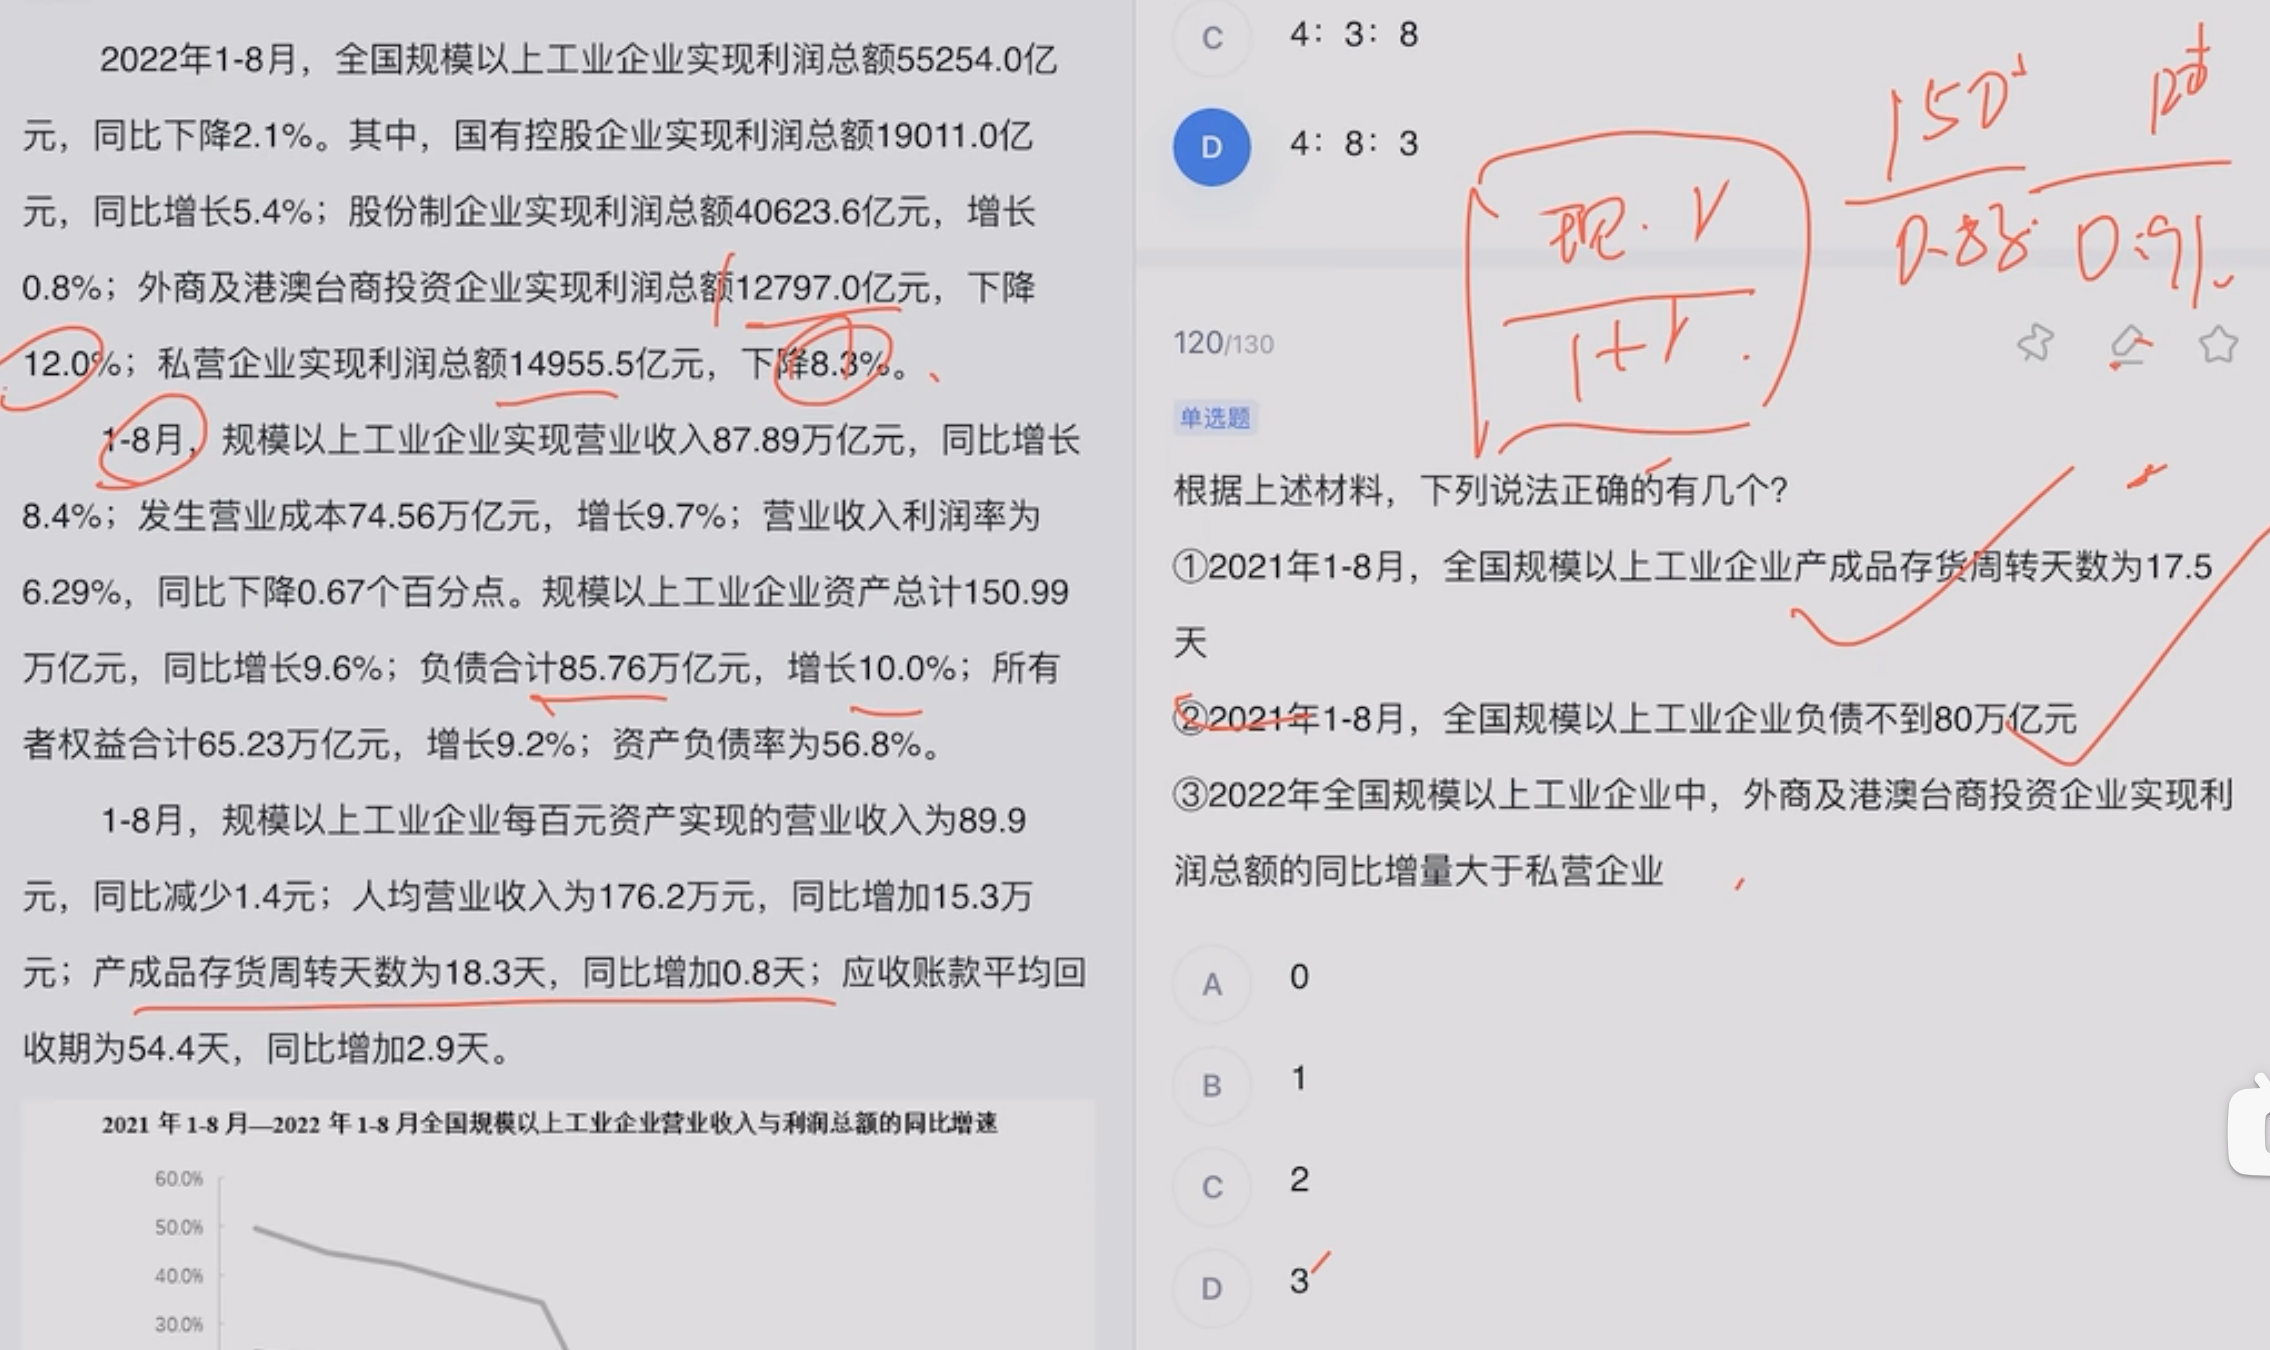 2022年1-8月，全国规模以上工业企业实现利润总额55254.0亿
元，同比下降2.1%。其中，国有控股企业实现利润总额19011.0亿
元，同比增长5.4%；股份制企业实现利润总额40623.6亿元，增长
0.8%；外商及港澳台商投资企业实现利润总额12797.0亿元，下降
12.0%；私营企业实现利润总额14955.5亿元，下降8.3%。
1-8月，规模以上工业企业实现营业收入87.89万亿元，同比增长
8.4%；发生营业成本74.56万亿元，增长9.7%；营业收入利润率为
6.29%，同比下降0.67个百分点。规模以上工业企业资产总计150.99
万亿元，同比增长9.6%；负债合计85.76万亿元，增长10.0%；所有
者权益合计65.23万亿元，增长9.2%；资产负债率为56.8%。
1-8月，规模以上工业企业每百元资产实现的营业收入为89.9
元，同比减少1.4元；人均营业收入为176.2万元，同比增加15.3万
元；产成品存货周转天数为18.3天，同比增加0.8天；应收账款平均回
收期为54.4天，同比增加2.9天。
2021 年 1-8 月—2022 年 1-8 月全国规模以上工业企业营业收入与利润总额的同比增速
60.0%
50.0%
40.0%
30.0%
C 4：3：8
D 4：8：3
现·r
1+r
150
0.88
0.91
120/130
单选题
根据上述材料，下列说法正确的有几个？
①2021年1-8月，全国规模以上工业企业产成品存货周转天数为17.5
天
②2021年1-8月，全国规模以上工业企业负债不到80万亿元
③2022年全国规模以上工业企业中，外商及港澳台商投资企业实现利
润总额的同比增量大于私营企业
A 0
B 1
C 2
D 3